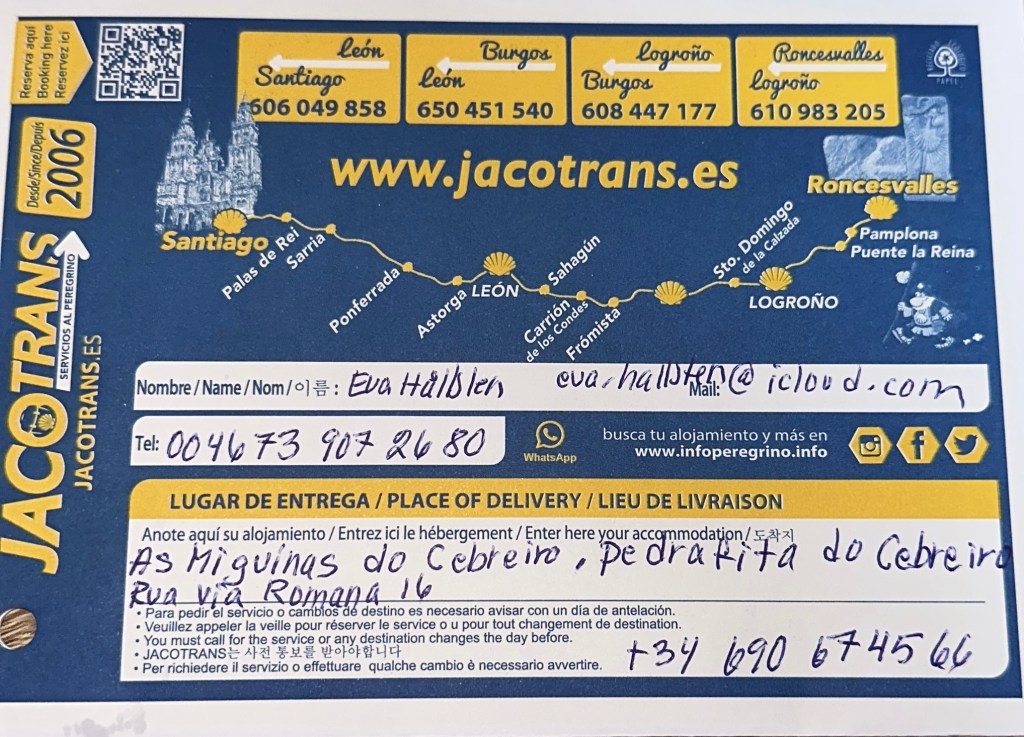 Reserva aquí
Booking here
Reservez ici
León
Santiago
606 049 858
Burgos
León
650 451 540
Logroño
Burgos
608 447 177
Roncesvalles
Logroño
610 983 205
Desde/Since/Depuis
2006
www.jacotrans.es
Roncesvalles
Santiago
Palas de Rei
Sarria
Ponferrada
Astorga
LEÓN
Sahagún
Carrión
de los Condes
Frómista
Sto. Domingo
de la Calzada
LOGROÑO
Pamplona
Puente la Reina
JACOTRANS
SERVICIOS AL PEREGRINO
JACOTRANS.ES
Nombre / Name / Nom / 이름 : Eva Hållsten eva.hallsten@icloud.com
Mail:
Tel: 0046 73 907 26 80
WhatsApp
busca tu alojamiento y más en
www.infoperegrino.info
LUGAR DE ENTREGA / PLACE OF DELIVERY / LIEU DE LIVRAISON
Anote aquí su alojamiento / Entrez ici le hébergement / Enter here your accommodation / 도착지
As Miguinas do Cebreiro, Pedrafita do Cebreiro
Rua vía Romana 16
• Para pedir el servicio o cambios de destino es necesario avisar con un día de antelación.
• Veuillez appeler la veille pour réserver le service o u pour tout changement de destination.
• You must call for the service or any destination changes the day before.
• JACOTRANS는 사전 통보를 받아야합니다
• Per richiedere il servizio o effettuare qualche cambio è necessario avvertire.
+34 690 674566